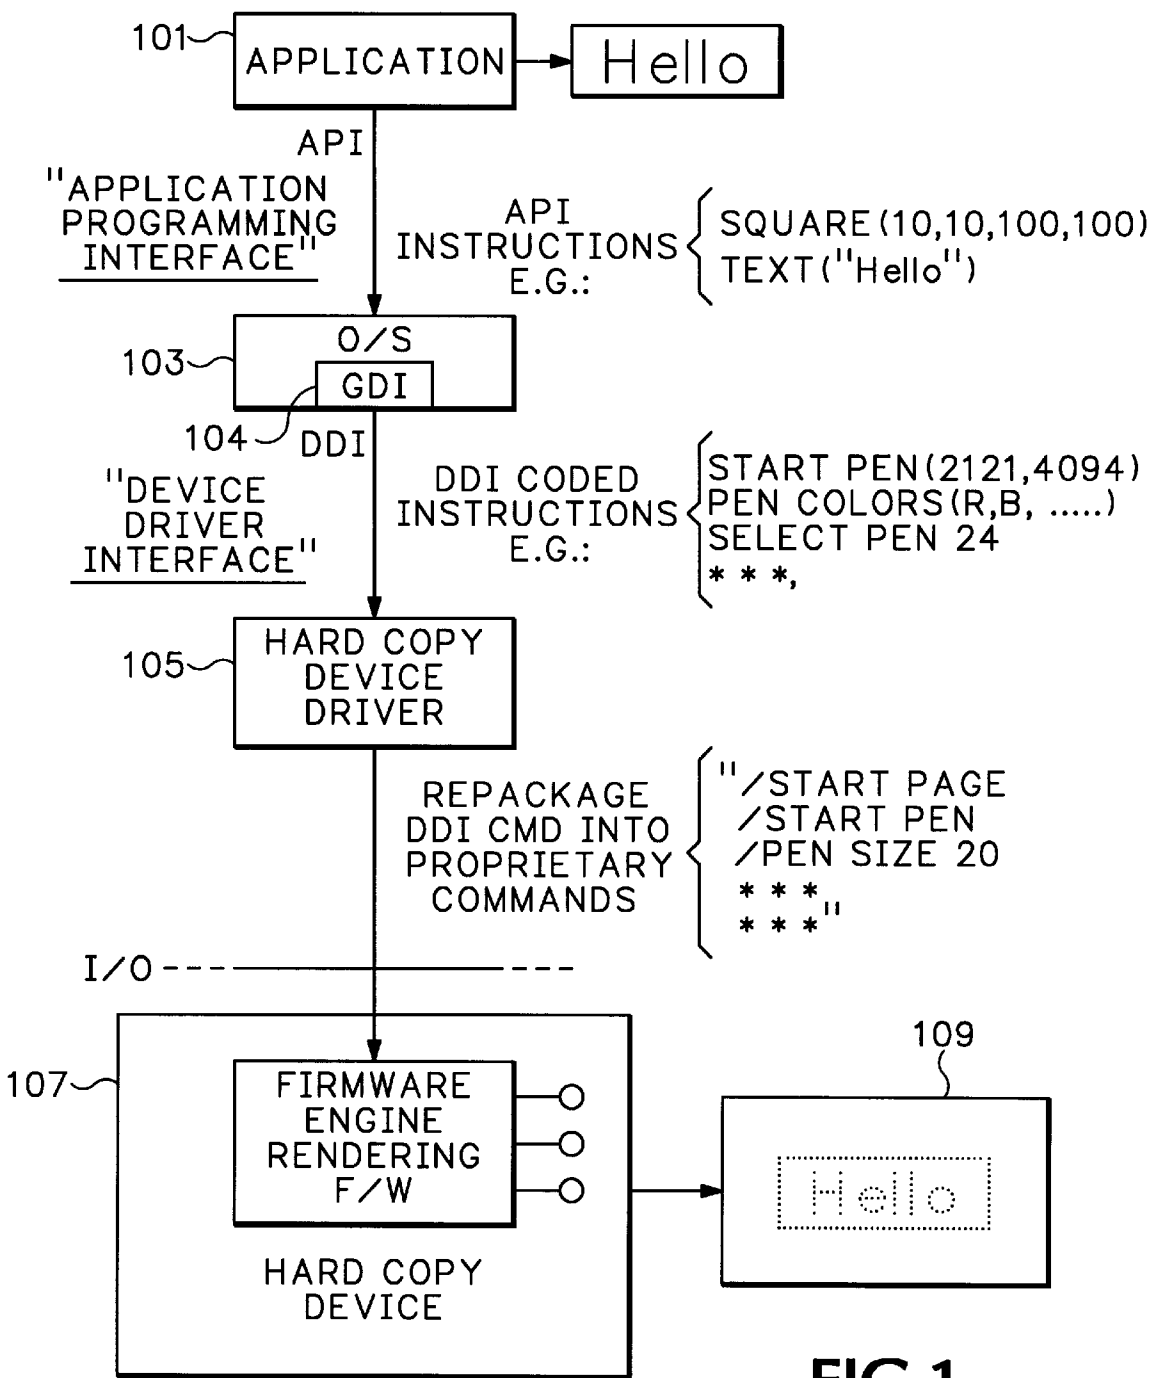 101
APPLICATION
Hello
API
"APPLICATION
PROGRAMMING
INTERFACE"
API
INSTRUCTIONS
E.G.:
SQUARE(10,10,100,100)
TEXT("Hello")
103
O/S
GDI
104
DDI
"DEVICE
DRIVER
INTERFACE"
DDI CODED
INSTRUCTIONS
E.G.:
START PEN(2121,4094)
PEN COLORS(R,B, .....)
SELECT PEN 24
* * *,
105
HARD COPY
DEVICE
DRIVER
REPACKAGE
DDI CMD INTO
PROPRIETARY
COMMANDS
"/START PAGE
/START PEN
/PEN SIZE 20
* * *
* * *"
I/O
107
FIRMWARE
ENGINE
RENDERING
F/W
HARD COPY
DEVICE
109
Hello
FIG.1